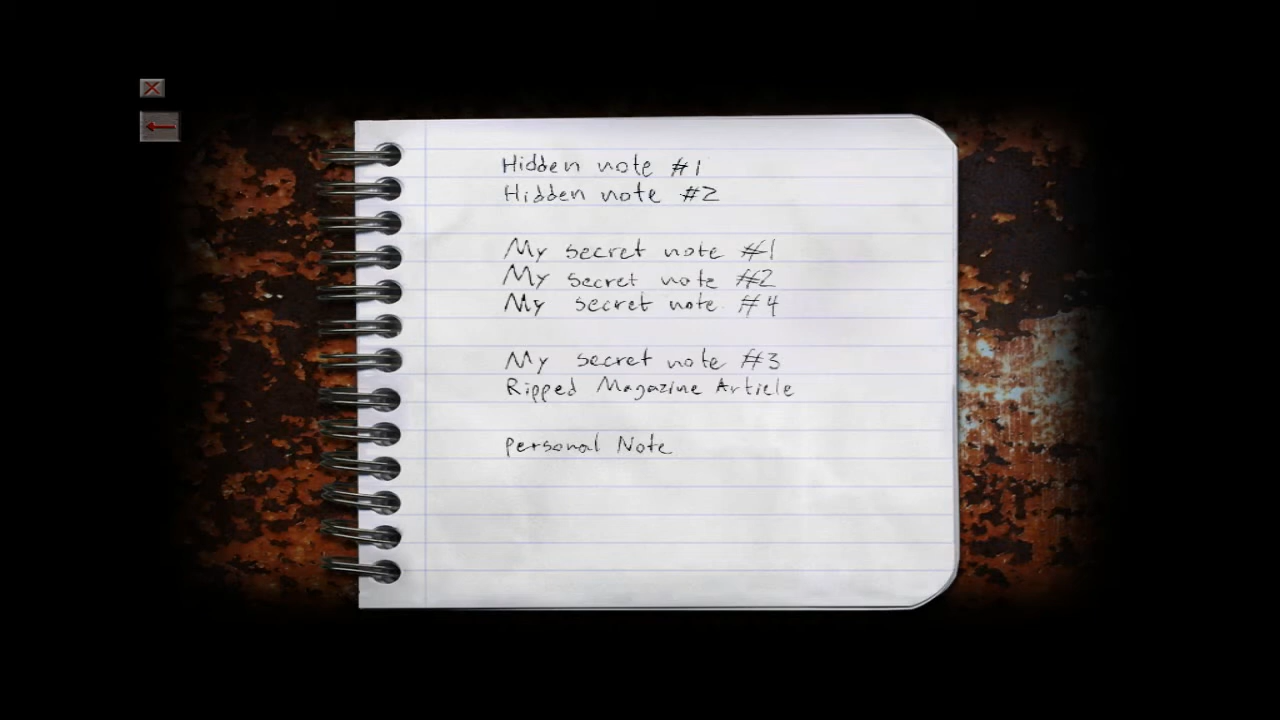 Hidden note #1
Hidden note #2
My secret note #1
My secret note #2
My secret note #4
My secret note #3
Ripped Magazine Article
Personal Note